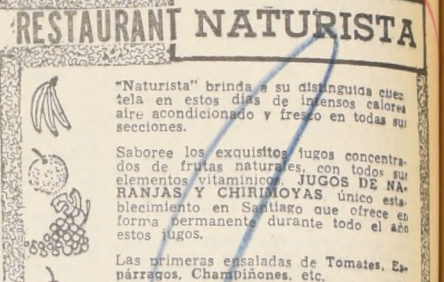 RESTAURANT NATURISTA
"Naturista" brinda a su distinguida clien
tela en estos días de intensos calores
aire acondicionado y fresco en todas sus
secciones.
Saboree los exquisitos jugos concentra-
dos de frutas naturales, con todos sus
elementos vitamínicos, JUGOS DE NA-
RANJAS Y CHIRIMOYAS, único esta-
blecimiento en Santiago que ofrece en
forma permanente durante todo el año
estos jugos.
Las primeras ensaladas de Tomates, Es-
párragos, Champiñones, etc.